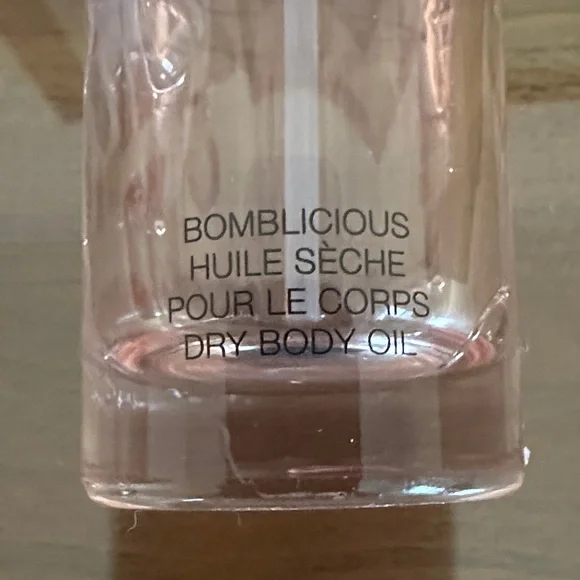 BOMBLICIOUS
HUILE SÈCHE
POUR LE CORPS
DRY BODY OIL